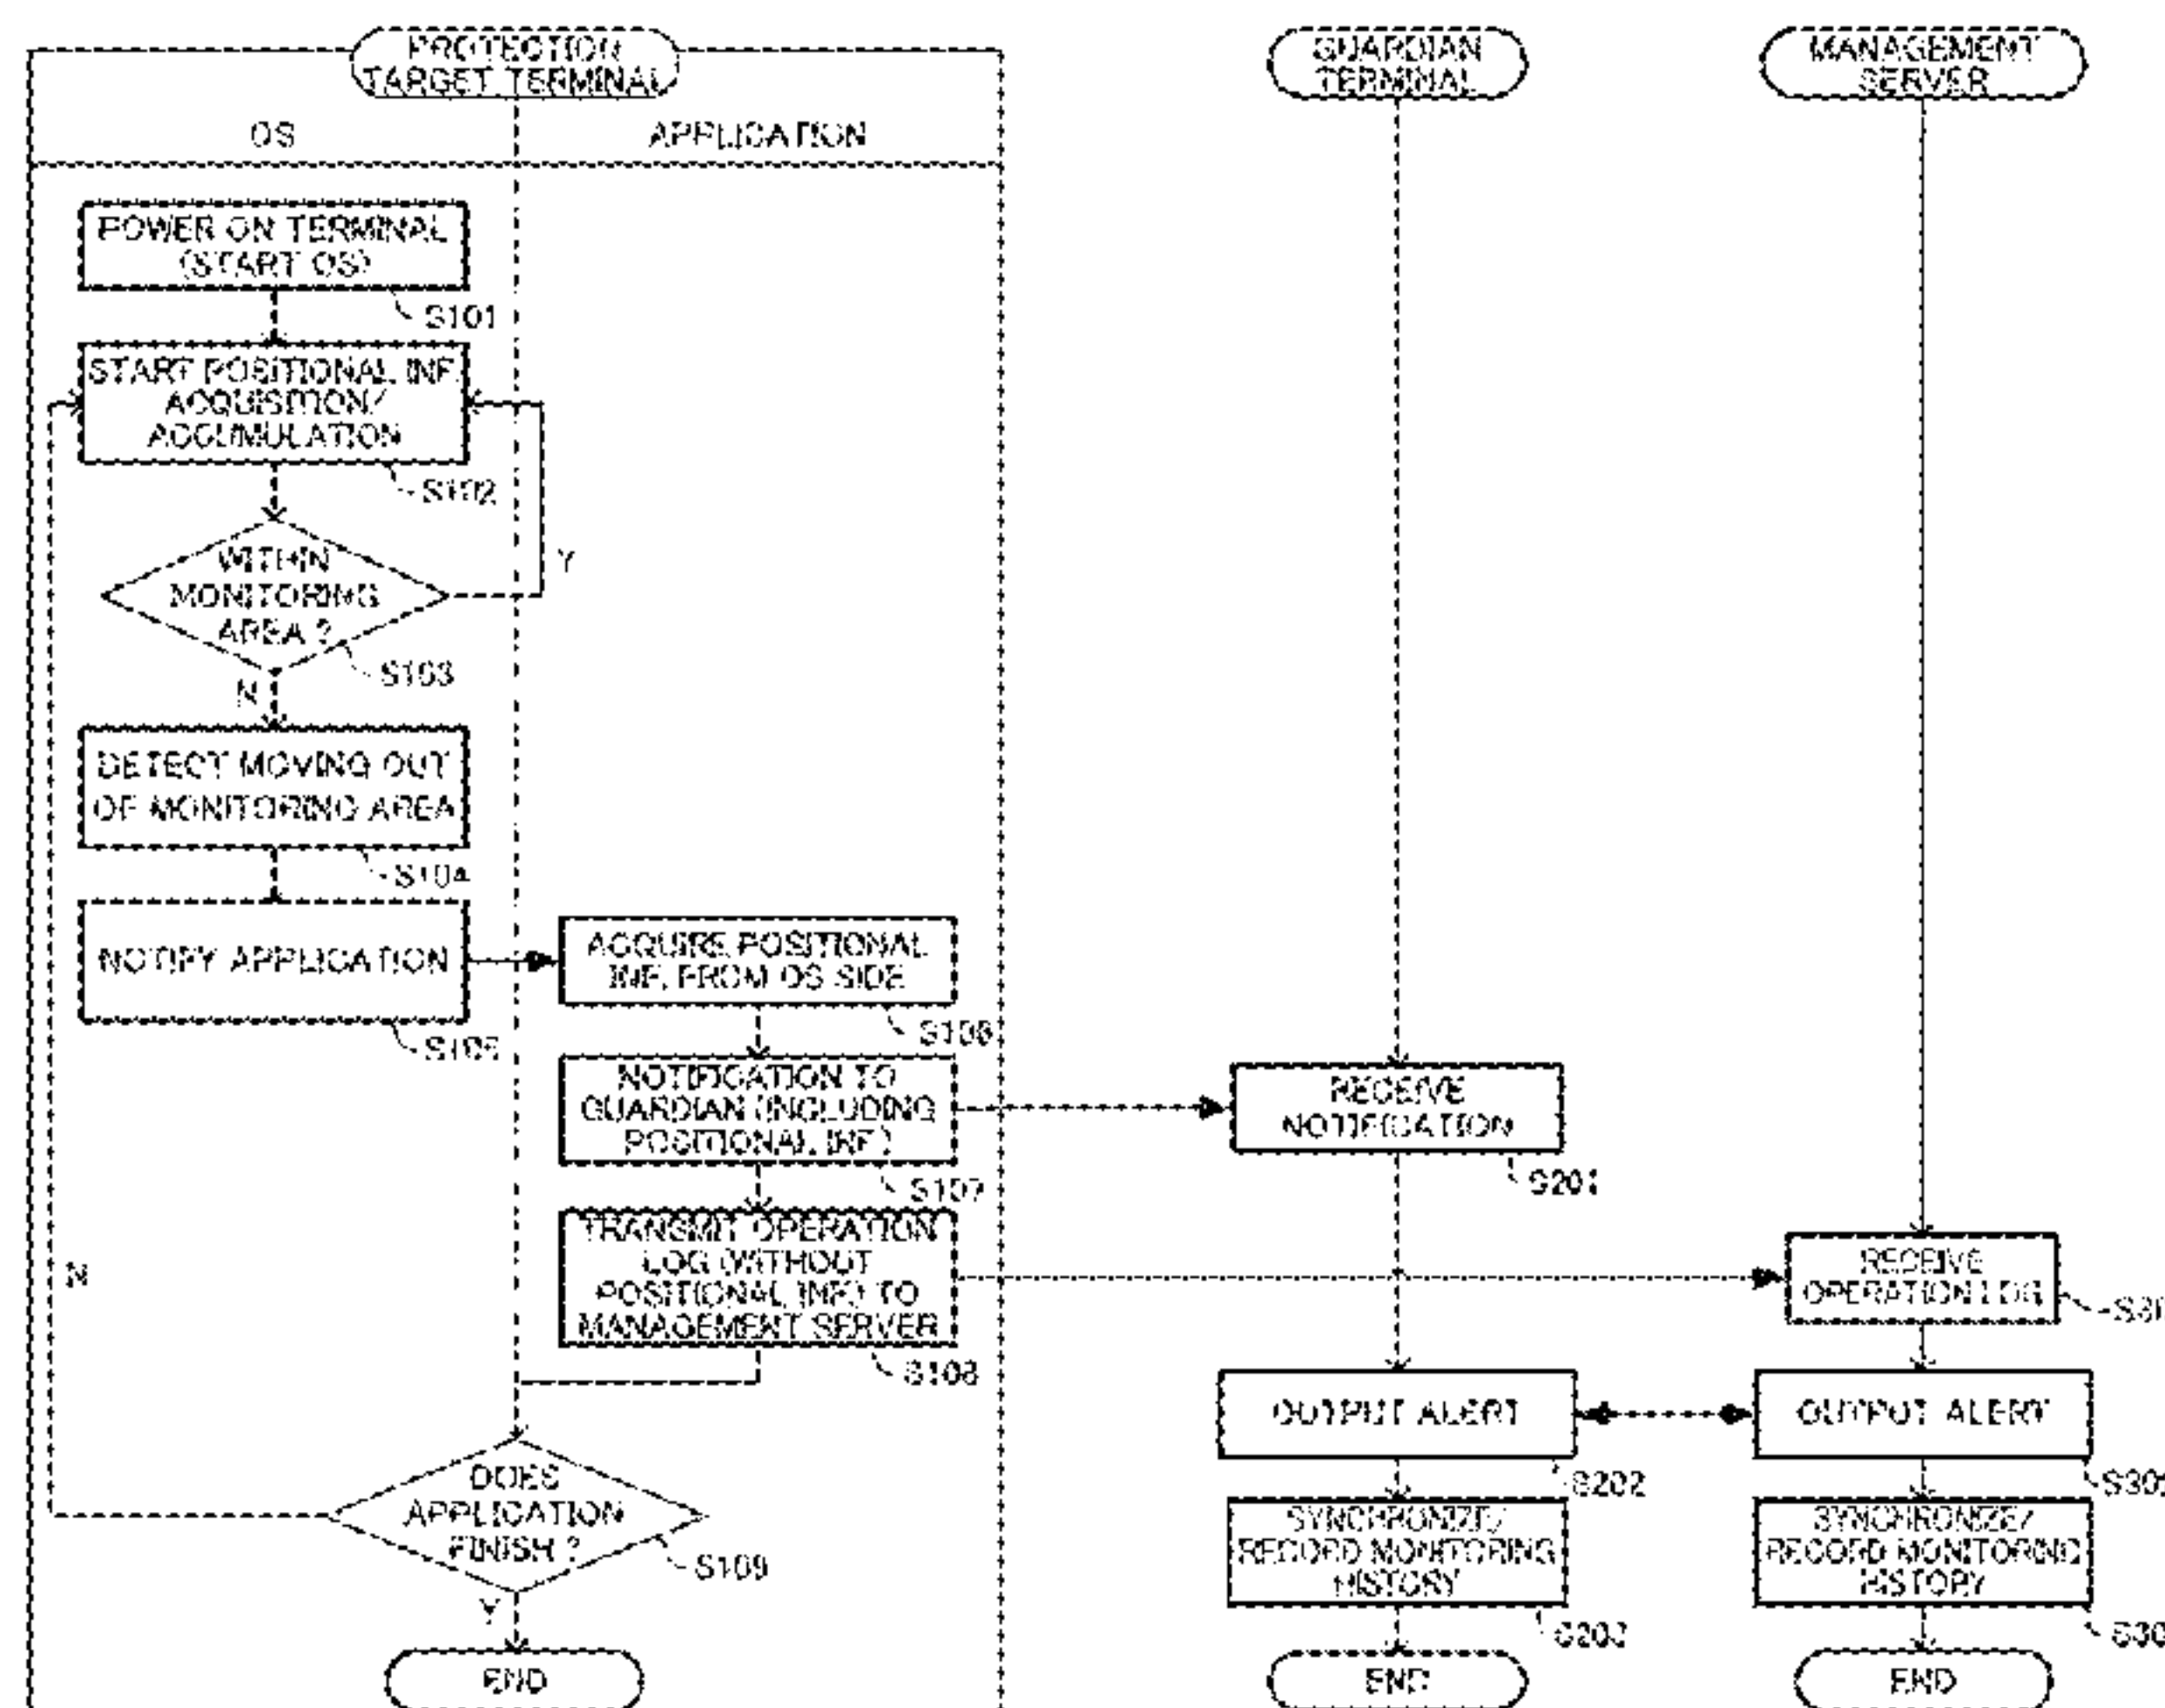 PROTECTION
TARGET TERMINAL
GUARDIAN
TERMINAL
MANAGEMENT
SERVER
OS
APPLICATION
POWER ON TERMINAL
(START OS)
S101
START POSITIONAL INF.
ACQUISITION/
ACCUMULATION
S102
WITHIN
MONITORING
AREA ?
Y
S103
N
DETECT MOVING OUT
OF MONITORING AREA
S104
NOTIFY APPLICATION
S105
ACQUIRE POSITIONAL
INF. FROM OS SIDE
S106
NOTIFICATION TO
GUARDIAN (INCLUDING
POSITIONAL INF.)
S107
RECEIVE
NOTIFICATION
S201
TRANSMIT OPERATION
LOG (WITHOUT
POSITIONAL INF.) TO
MANAGEMENT SERVER
S108
RECEIVE
OPERATION LOG
N
OUTPUT ALERT
S202
OUTPUT ALERT
DOES
APPLICATION
FINISH ?
S109
Y
SYNCHRONIZE/
RECORD MONITORING
HISTORY
S203
SYNCHRONIZE/
RECORD MONITORING
HISTORY
END
END
END